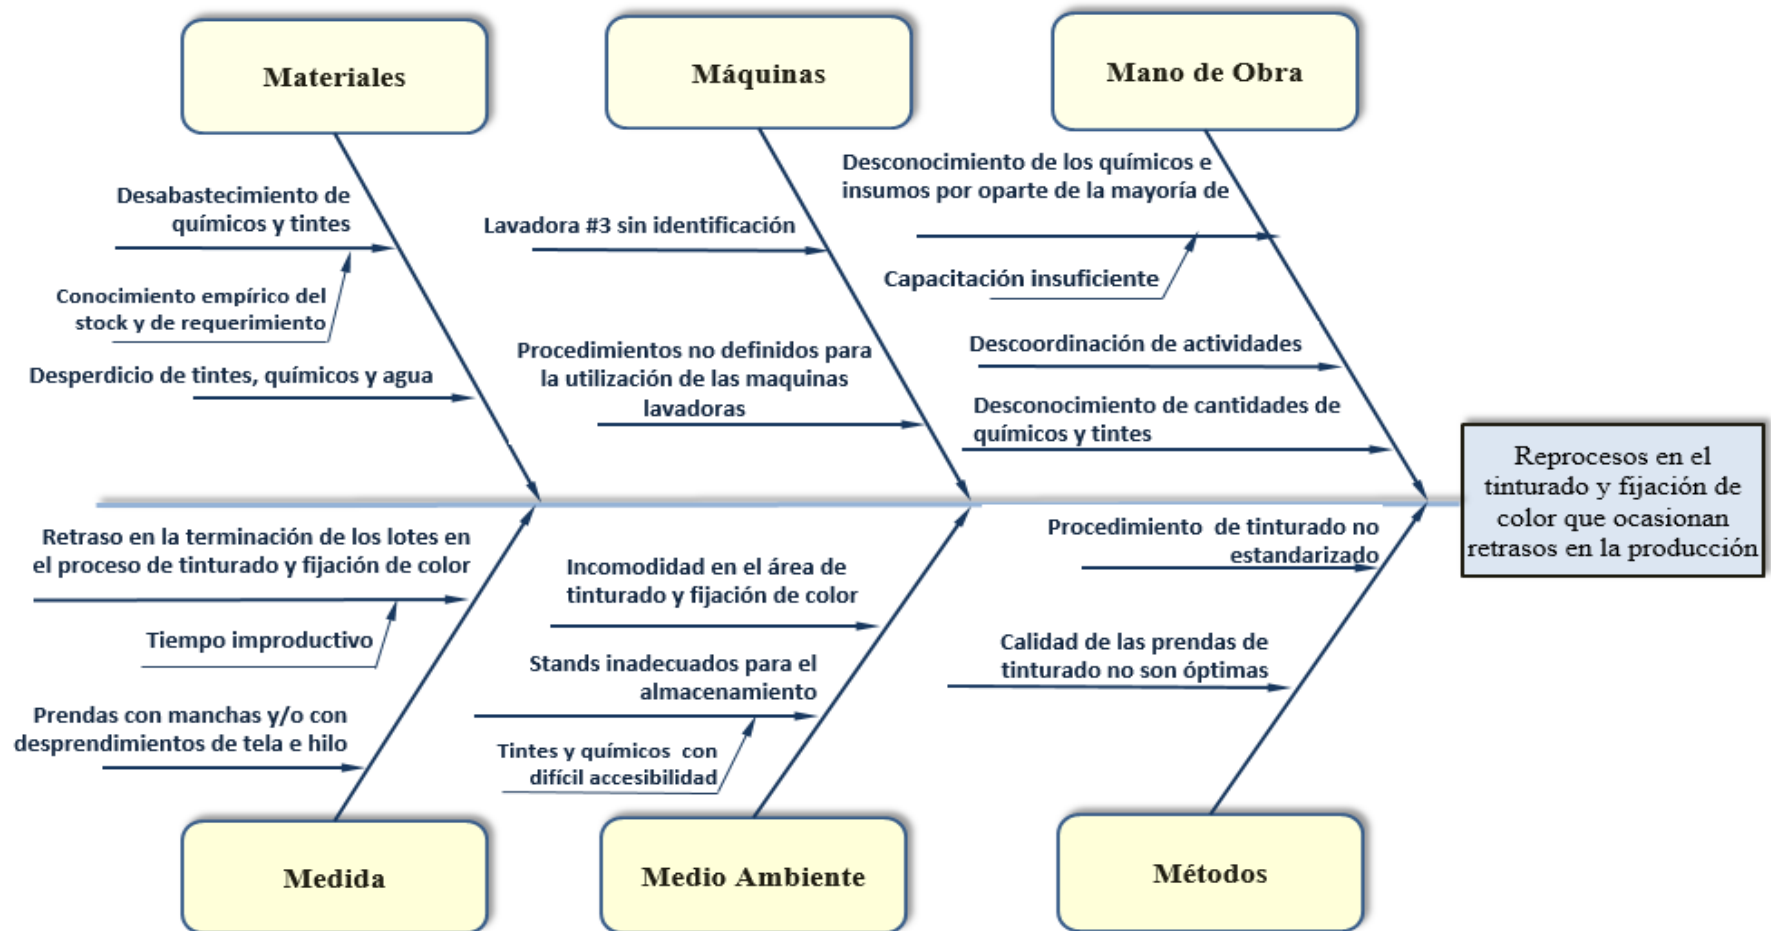 Materiales
Máquinas
Mano de Obra
Desabastecimiento de
químicos y tintes
Conocimiento empírico del
stock y de requerimiento
Desperdicio de tintes, químicos y agua
Lavadora #3 sin identificación
Procedimientos no definidos para
la utilización de las maquinas
lavadoras
Desconocimiento de los químicos e
insumos por oparte de la mayoría de
Capacitación insuficiente
Descoordinación de actividades
Desconocimiento de cantidades de
químicos y tintes
Reprocesos en el
tinturado y fijación de
color que ocasionan
retrasos en la producción
Retraso en la terminación de los lotes en
el proceso de tinturado y fijación de color
Tiempo improductivo
Prendas con manchas y/o con
desprendimientos de tela e hilo
Incomodidad en el área de
tinturado y fijación de color
Stands inadecuados para el
almacenamiento
Tintes y químicos con
difícil accesibilidad
Procedimiento de tinturado no
estandarizado
Calidad de las prendas de
tinturado no son óptimas
Medida
Medio Ambiente
Métodos